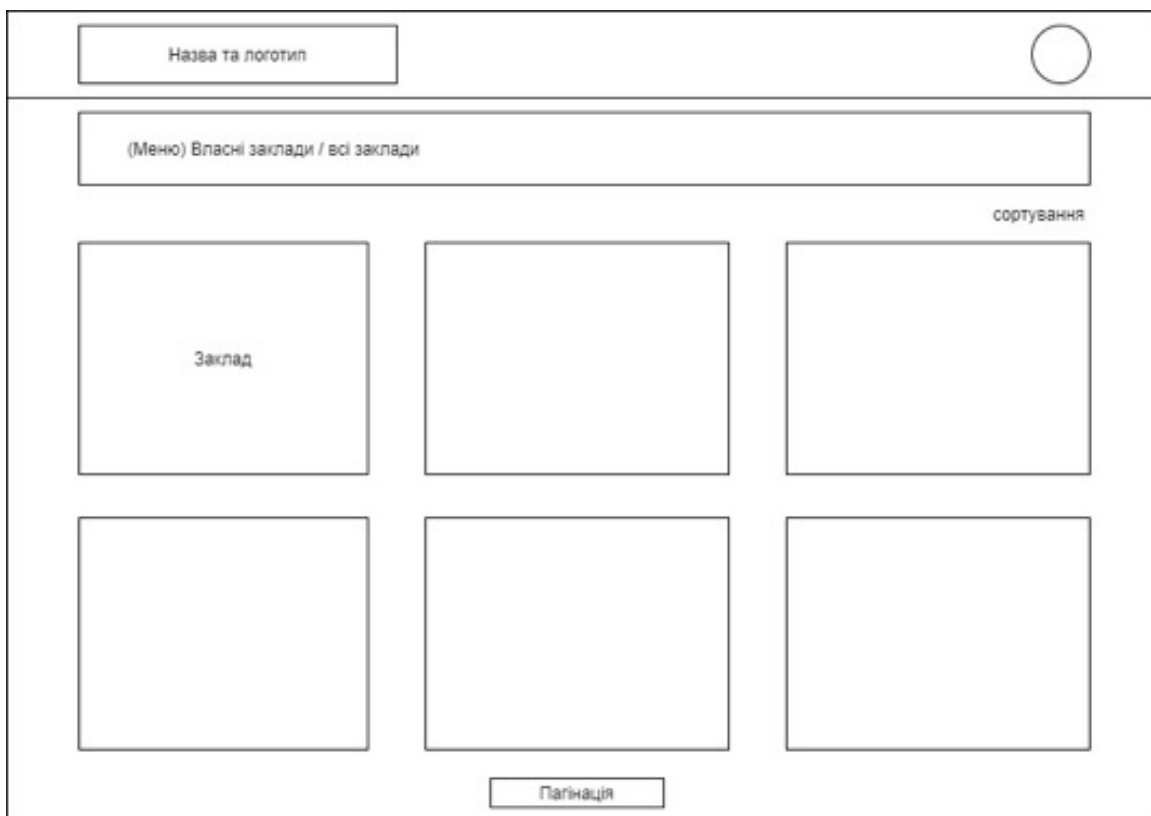 Назва та логотип
(Меню) Власні заклади / всі заклади
сортування
Заклад
Пагінація